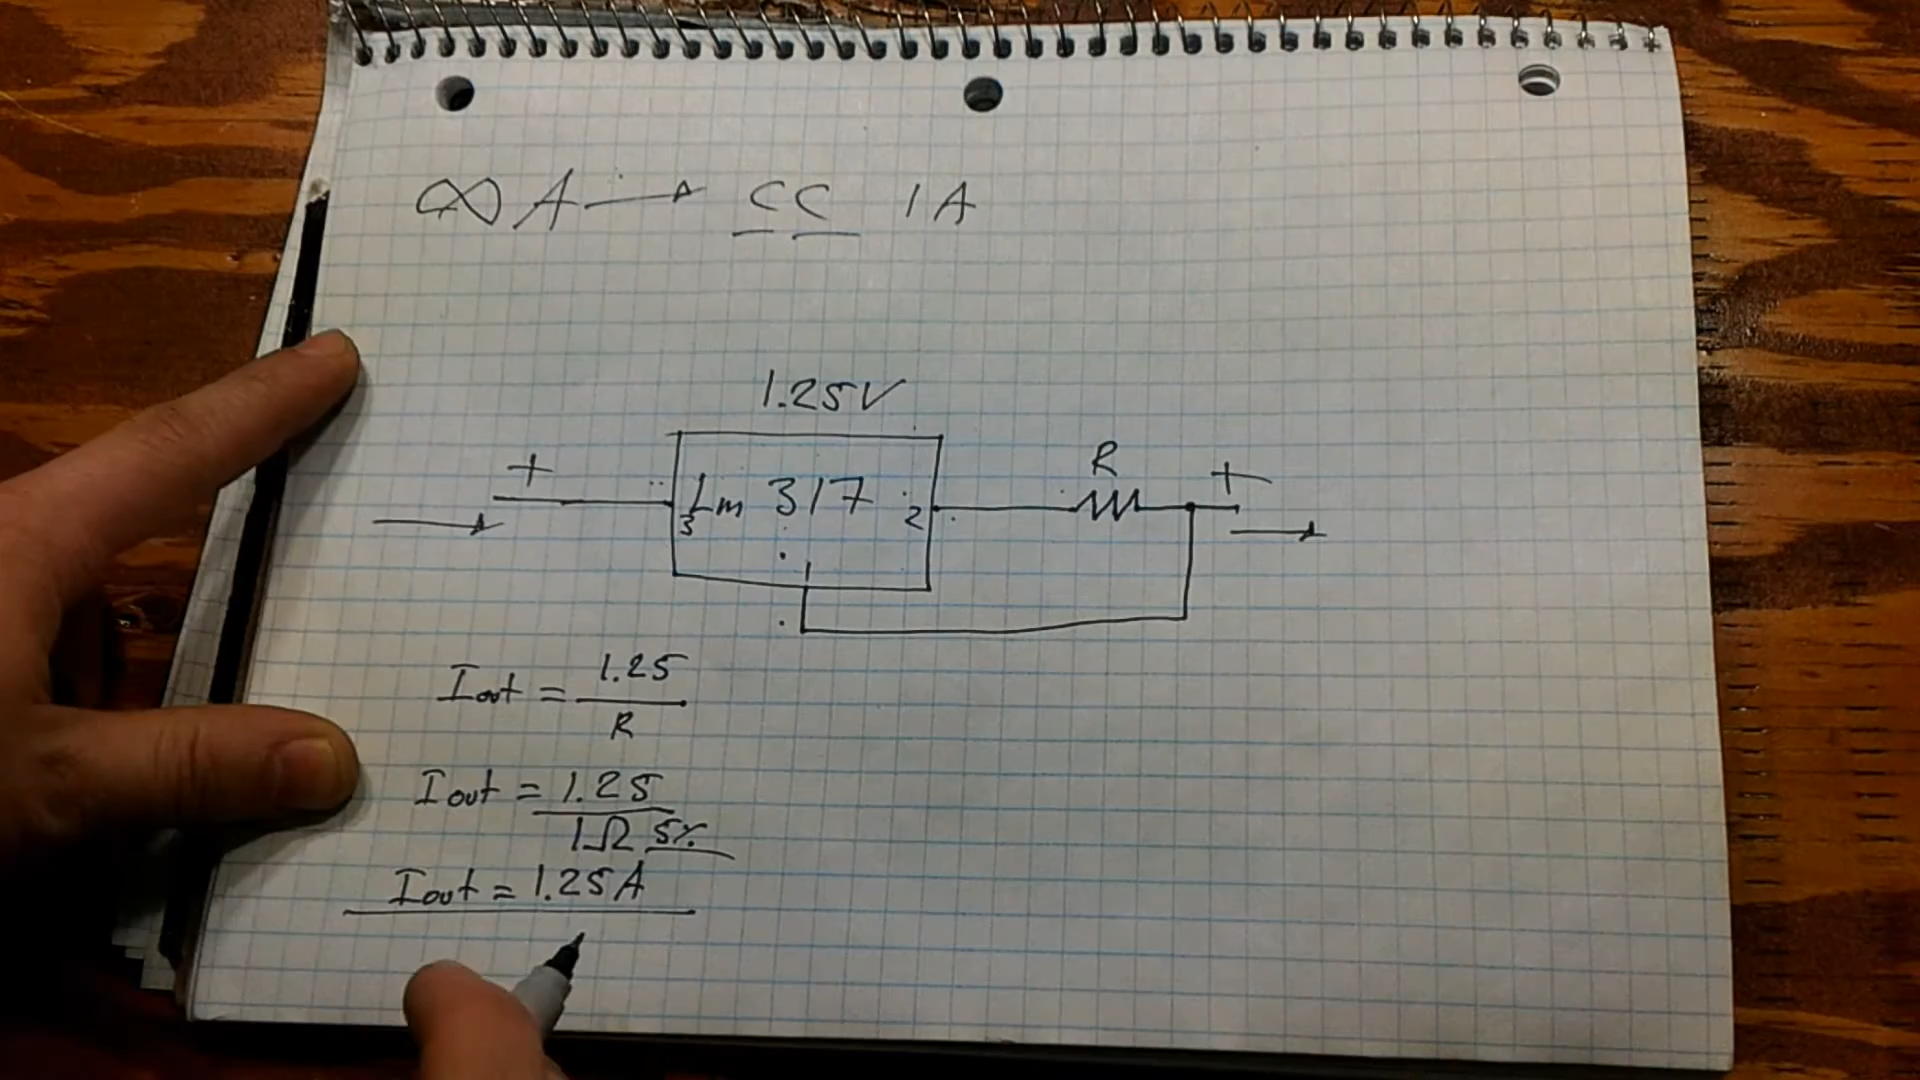 ∞ A → CC 1A
1.25V
+ R +
3 Lm 317 2
1
Iout = 1.25
R
Iout = 1.25
1Ω 5%
Iout = 1.25A